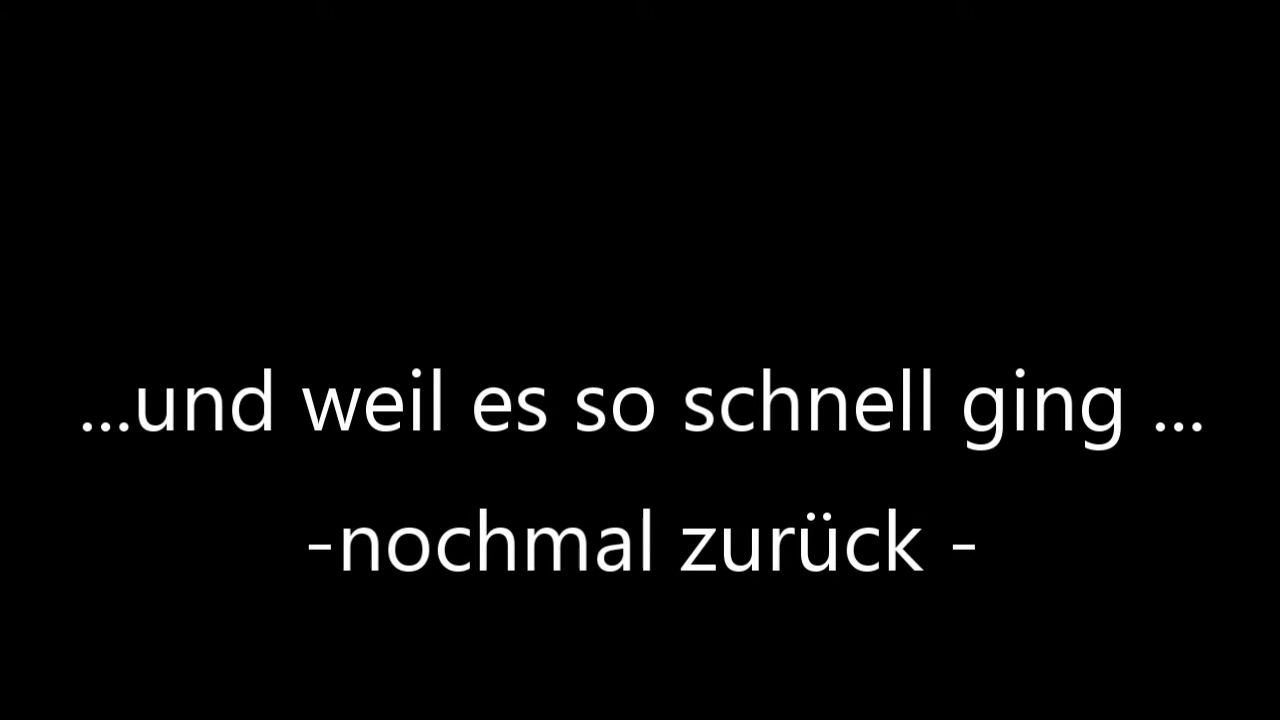 ...und weil es so schnell ging ...
-nochmal zurück -